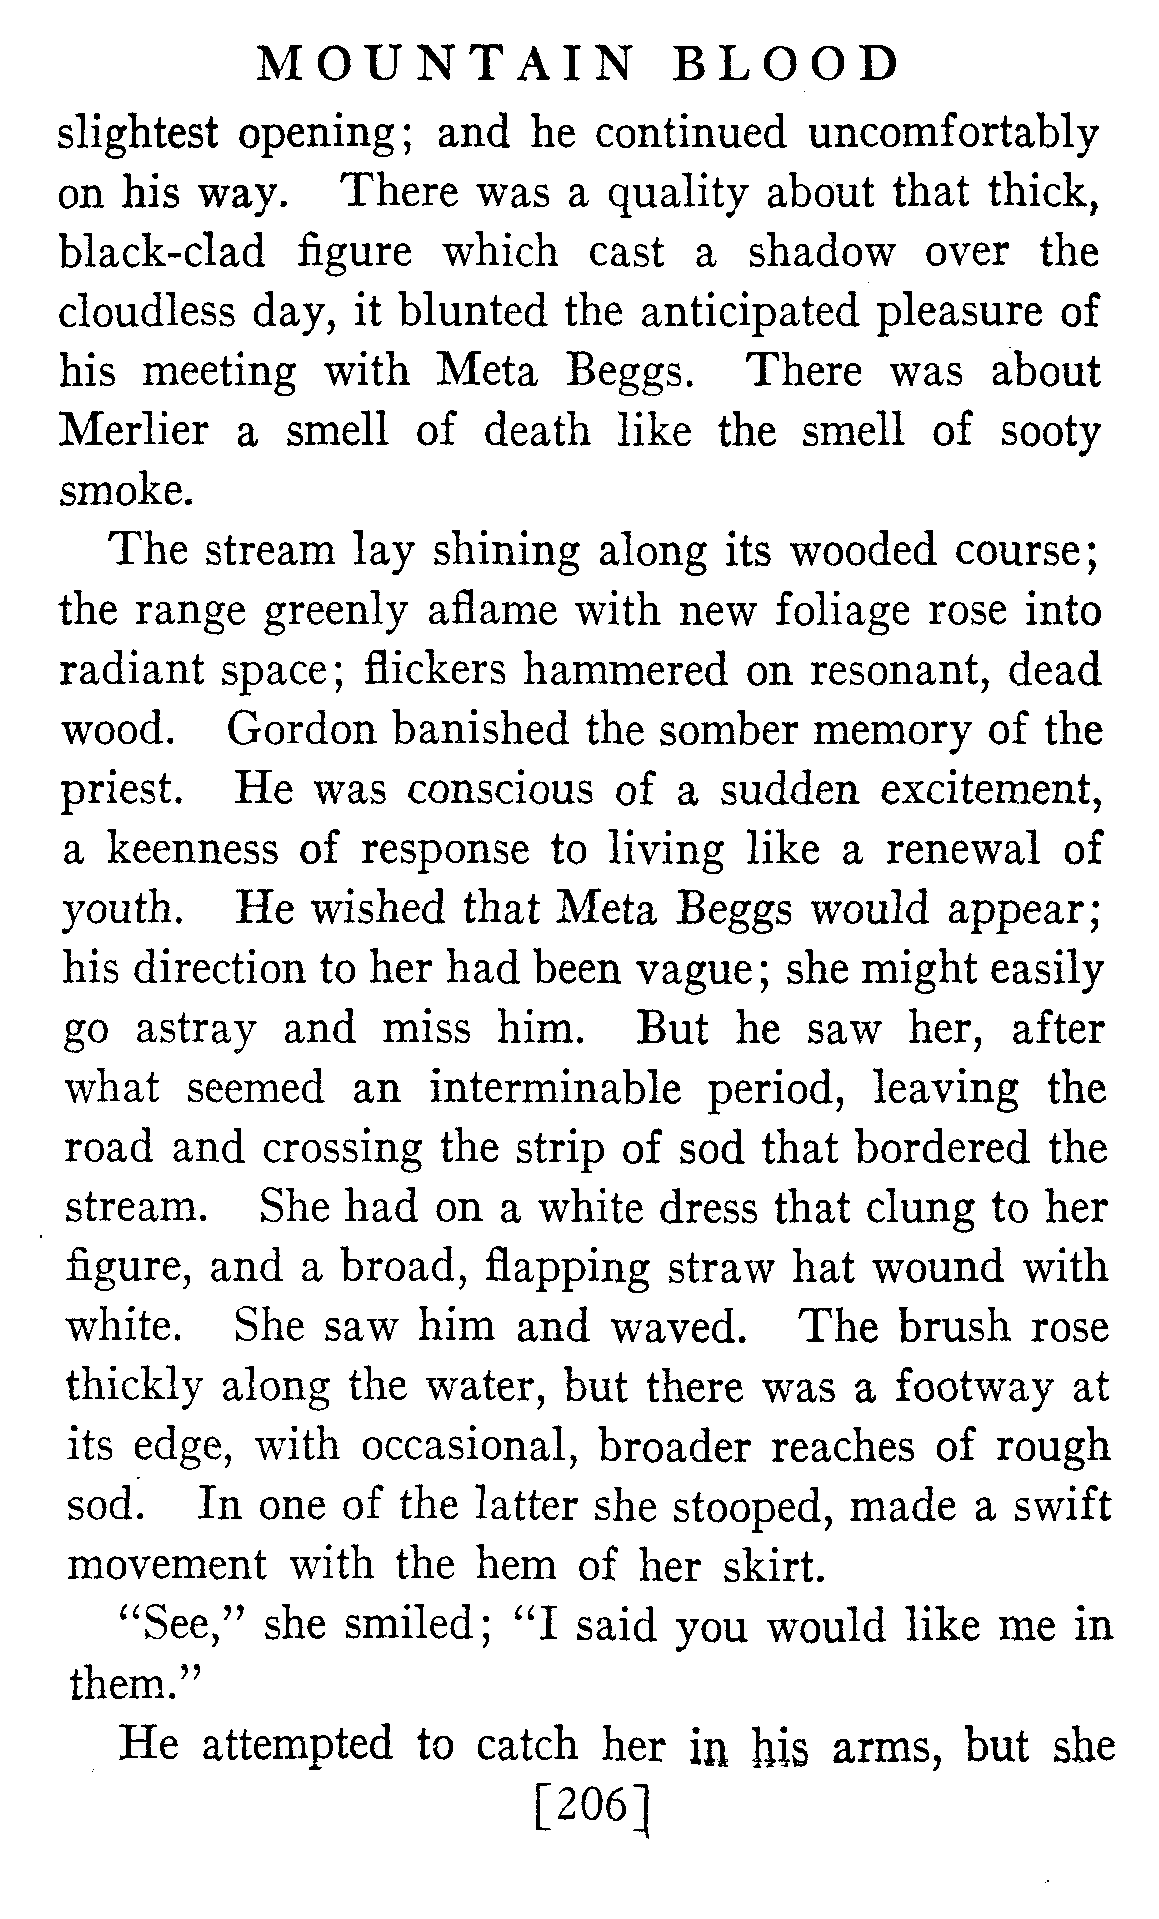 MOUNTAIN BLOOD
slightest opening; and he continued uncomfortably
on his way. There was a quality about that thick,
black-clad figure which cast a shadow over the
cloudless day, it blunted the anticipated pleasure of
his meeting with Meta Beggs. There was about
Merlier a smell of death like the smell of sooty
smoke.
The stream lay shining along its wooded course;
the range greenly aflame with new foliage rose into
radiant space; flickers hammered on resonant, dead
wood. Gordon banished the somber memory of the
priest. He was conscious of a sudden excitement,
a keenness of response to living like a renewal of
youth. He wished that Meta Beggs would appear;
his direction to her had been vague; she might easily
go astray and miss him. But he saw her, after
what seemed an interminable period, leaving the
road and crossing the strip of sod that bordered the
stream. She had on a white dress that clung to her
figure, and a broad, flapping straw hat wound with
white. She saw him and waved. The brush rose
thickly along the water, but there was a footway at
its edge, with occasional, broader reaches of rough
sod. In one of the latter she stooped, made a swift
movement with the hem of her skirt.
“See,” she smiled; “I said you would like me in
them.”
He attempted to catch her in his arms, but she
[206]